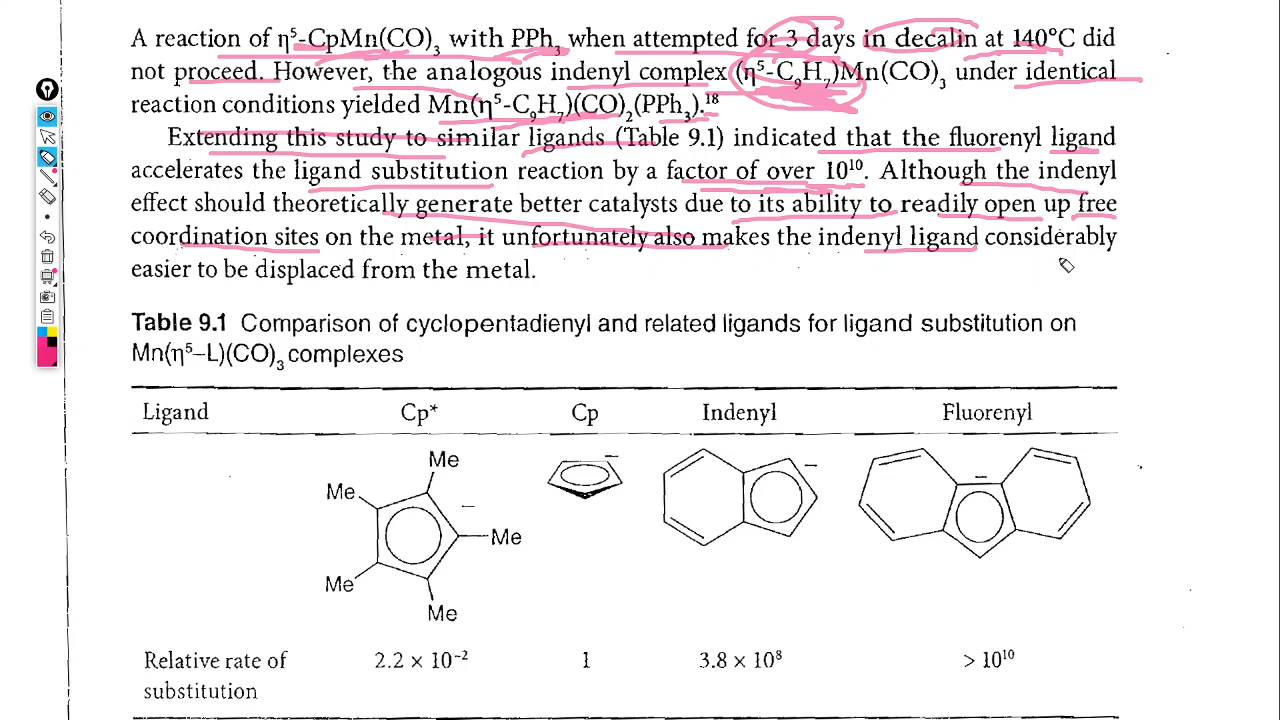 A reaction of η⁵-CpMn(CO)₃ with PPh₃ when attempted for 3 days in decalin at 140°C did
not proceed. However, the analogous indenyl complex (η⁵-C₉H₇)Mn(CO)₃ under identical
reaction conditions yielded Mn(η⁵-C₉H₇)(CO)₂(PPh₃).¹⁸
Extending this study to similar ligands (Table 9.1) indicated that the fluorenyl ligand
accelerates the ligand substitution reaction by a factor of over 10¹⁰. Although the indenyl
effect should theoretically generate better catalysts due to its ability to readily open up free
coordination sites on the metal, it unfortunately also makes the indenyl ligand considerably
easier to be displaced from the metal.
Table 9.1 Comparison of cyclopentadienyl and related ligands for ligand substitution on
Mn(η⁵–L)(CO)₃ complexes
Ligand Cp* Cp Indenyl Fluorenyl
Me
Me
Me
Me
Me
Relative rate of 2.2 × 10⁻² 1 3.8 × 10⁸ > 10¹⁰
substitution